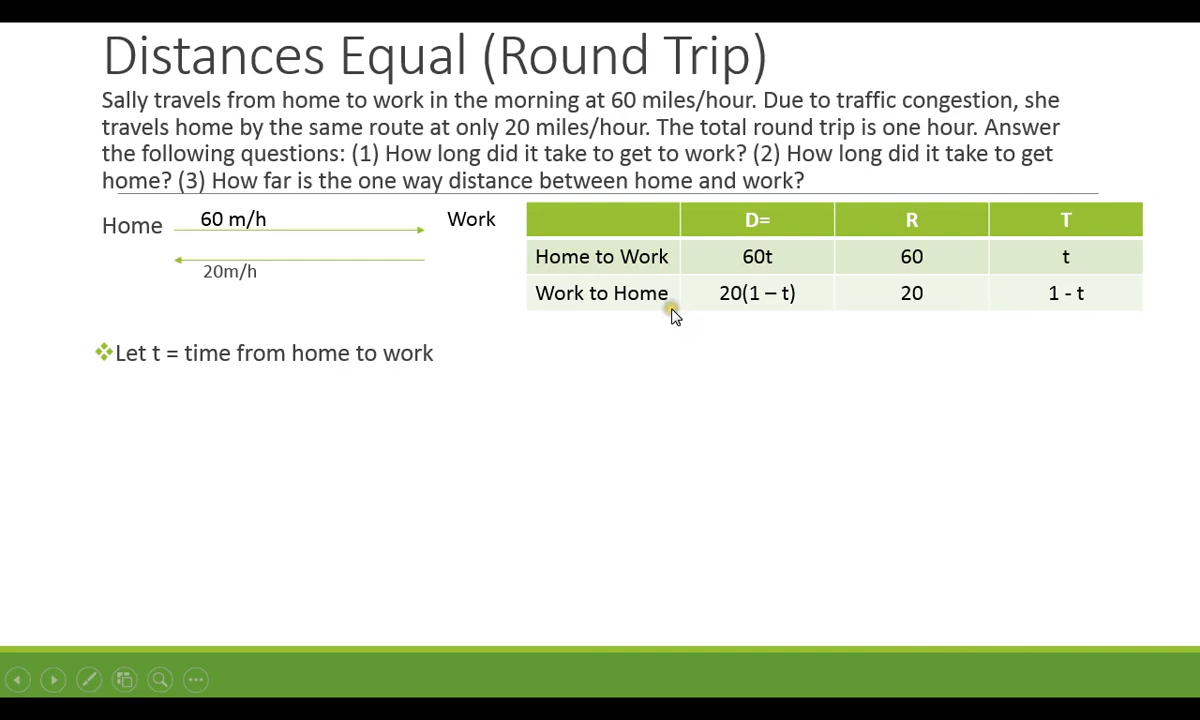 Distances Equal (Round Trip)
Sally travels from home to work in the morning at 60 miles/hour. Due to traffic congestion, she
travels home by the same route at only 20 miles/hour. The total round trip is one hour. Answer
the following questions: (1) How long did it take to get to work? (2) How long did it take to get
home? (3) How far is the one way distance between home and work?
Home 60 m/h Work
20m/h
D= R T
Home to Work 60t 60 t
Work to Home 20(1 – t) 20 1 - t
❖Let t = time from home to work